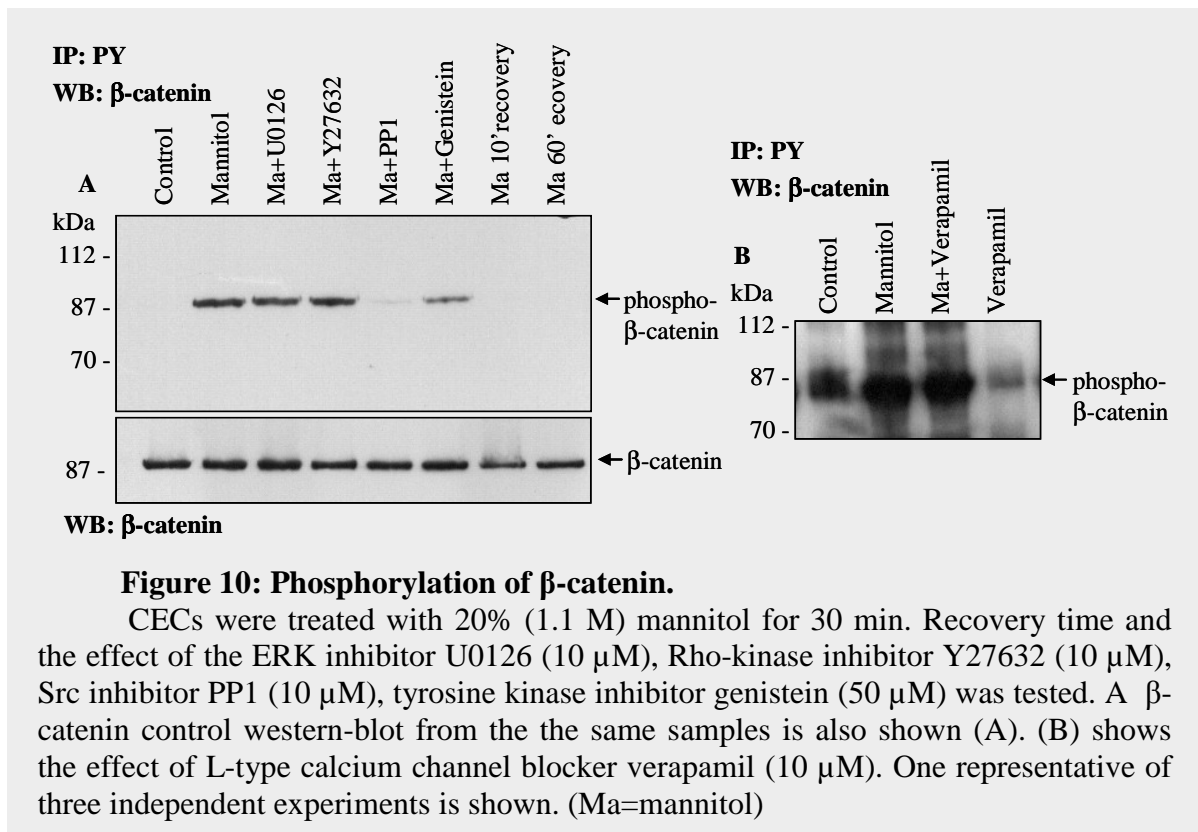 IP: PY
WB: β-catenin
A
Control
Mannitol
Ma+U0126
Ma+Y27632
Ma+PP1
Ma+Genistein
Ma 10'recovery
Ma 60' ecovery
kDa
112 -
87 -
70 -
phospho-
β-catenin
87 -
β-catenin
WB: β-catenin
IP: PY
WB: β-catenin
B
Control
Mannitol
Ma+Verapamil
Verapamil
kDa
112 -
87 -
70 -
phospho-
β-catenin
Figure 10: Phosphorylation of β-catenin.
CECs were treated with 20% (1.1 M) mannitol for 30 min. Recovery time and
the effect of the ERK inhibitor U0126 (10 µM), Rho-kinase inhibitor Y27632 (10 µM),
Src inhibitor PP1 (10 µM), tyrosine kinase inhibitor genistein (50 µM) was tested. A β-
catenin control western-blot from the the same samples is also shown (A). (B) shows
the effect of L-type calcium channel blocker verapamil (10 µM). One representative of
three independent experiments is shown. (Ma=mannitol)